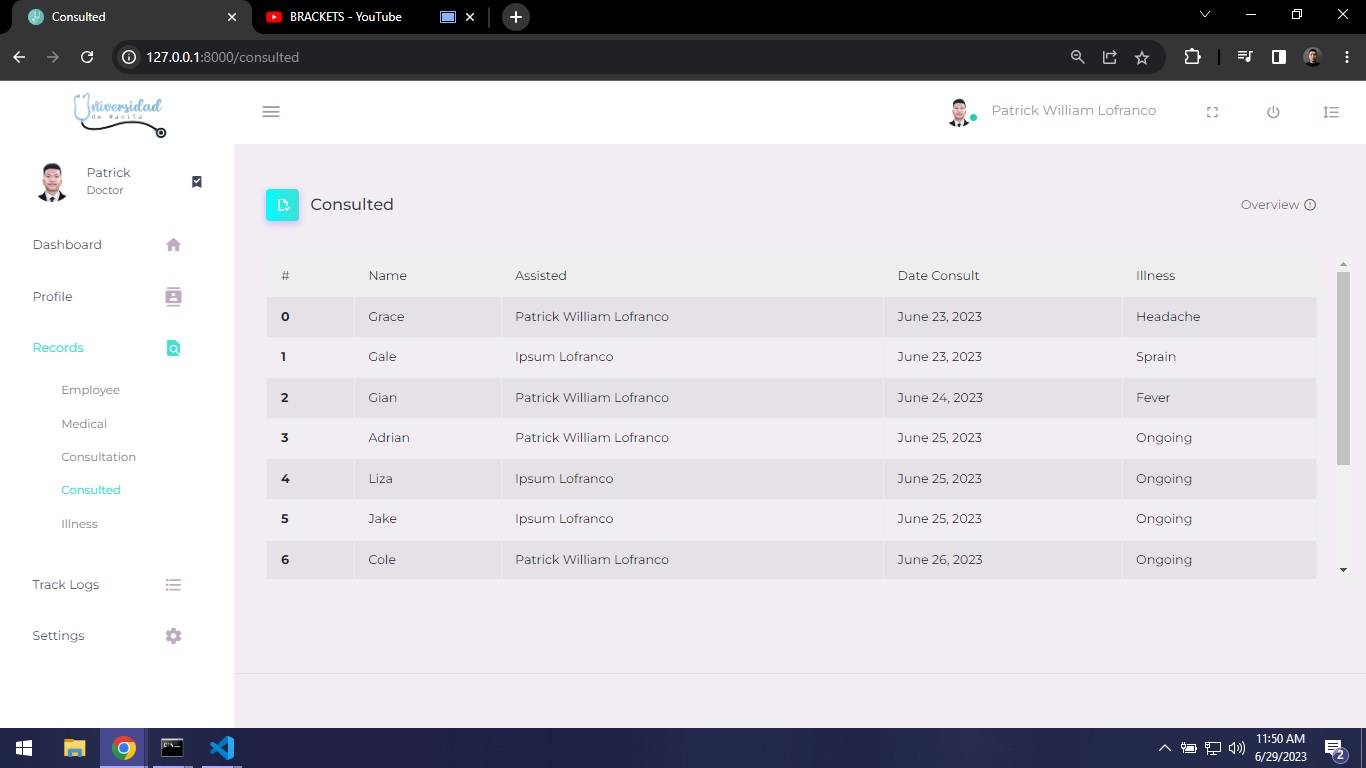 Consulted
BRACKETS - YouTube
127.0.0.1:8000/consulted
Universidad
de Manila
Patrick William Lofranco
Patrick
Doctor
Dashboard
Profile
Records
Employee
Medical
Consultation
Consulted
Illness
Track Logs
Settings
Consulted
Overview
# Name Assisted Date Consult Illness
0 Grace Patrick William Lofranco June 23, 2023 Headache
1 Gale Ipsum Lofranco June 23, 2023 Sprain
2 Gian Patrick William Lofranco June 24, 2023 Fever
3 Adrian Patrick William Lofranco June 25, 2023 Ongoing
4 Liza Ipsum Lofranco June 25, 2023 Ongoing
5 Jake Ipsum Lofranco June 25, 2023 Ongoing
6 Cole Patrick William Lofranco June 26, 2023 Ongoing
11:50 AM
6/29/2023
2